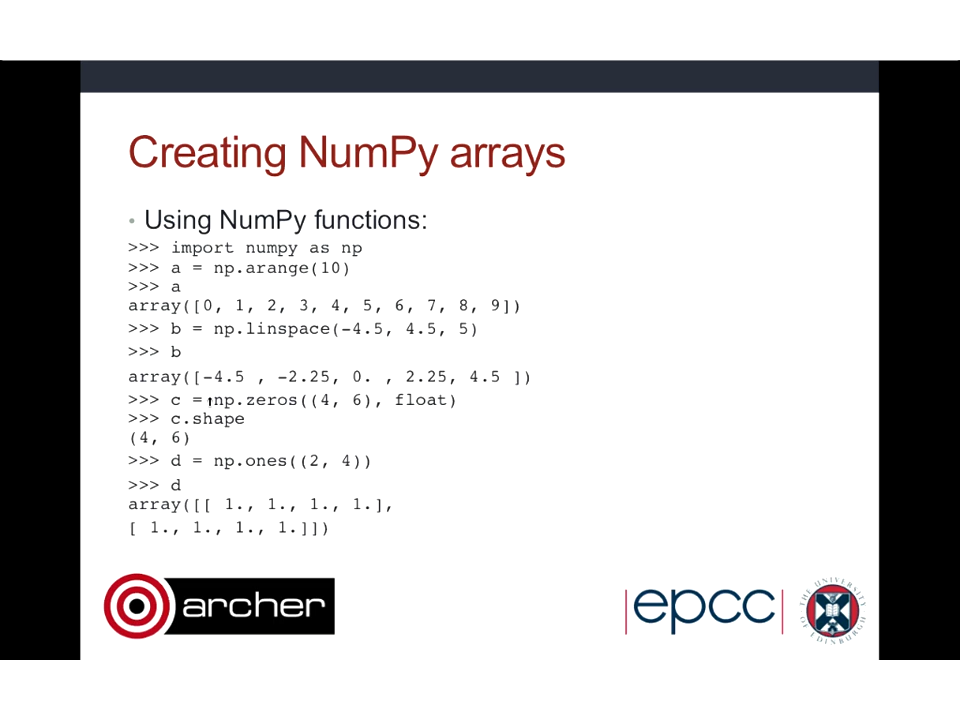 Creating NumPy arrays
• Using NumPy functions:
>>> import numpy as np
>>> a = np.arange(10)
>>> a
array([0, 1, 2, 3, 4, 5, 6, 7, 8, 9])
>>> b = np.linspace(-4.5, 4.5, 5)
>>> b
array([-4.5 , -2.25, 0. , 2.25, 4.5 ])
>>> c = np.zeros((4, 6), float)
>>> c.shape
(4, 6)
>>> d = np.ones((2, 4))
>>> d
array([[ 1., 1., 1., 1.],
[ 1., 1., 1., 1.]])
archer
|epcc|
THE UNIVERSITY OF EDINBURGH